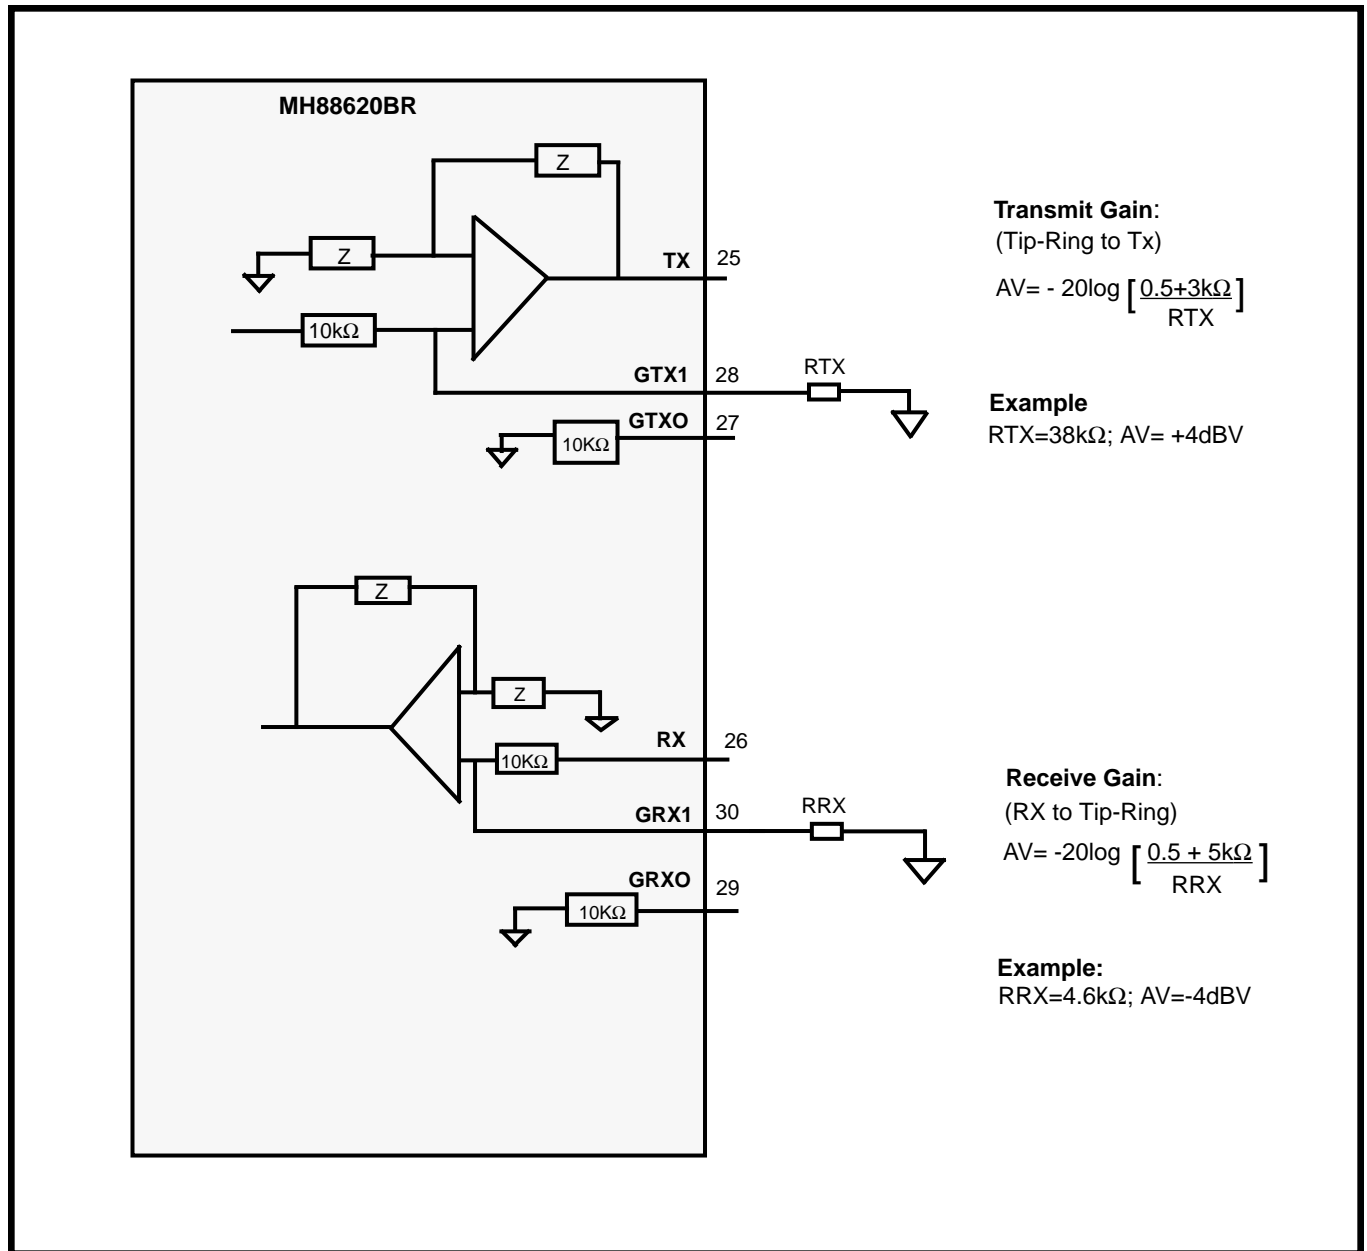 MH88620BR
Z
Z
TX 25
10kΩ
GTX1 28
RTX
GTXO 27
10KΩ
Transmit Gain:
(Tip-Ring to Tx)
AV= - 20log [ 0.5+3kΩ ]
RTX
Example
RTX=38kΩ; AV= +4dBV
Z
Z
RX 26
10KΩ
GRX1 30
RRX
GRXO 29
10KΩ
Receive Gain:
(RX to Tip-Ring)
AV= -20log [ 0.5 + 5kΩ ]
RRX
Example:
RRX=4.6kΩ; AV=-4dBV